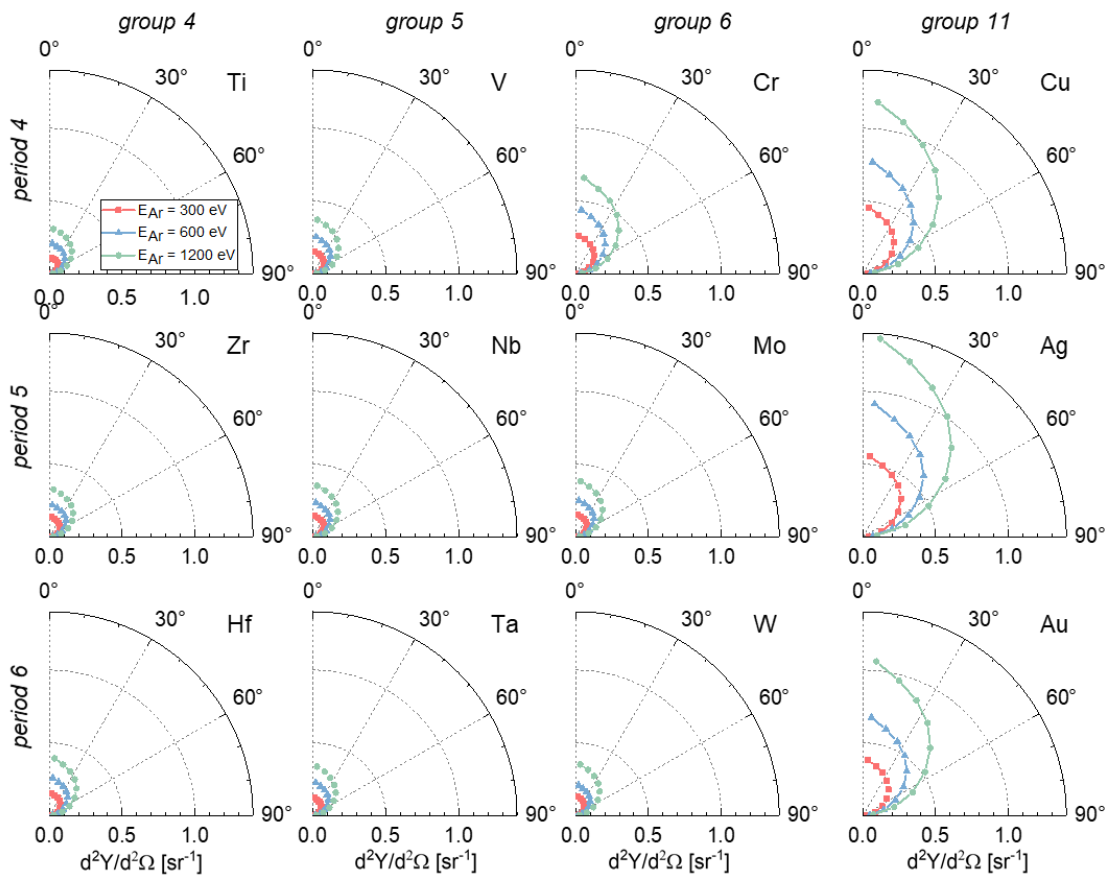 group 4 group 5 group 6 group 11
0° 0° 0° 0°
30° 30° 30° 30°
Ti V Cr Cu
period 4
60° 60° 60° 60°
E_Ar = 300 eV
E_Ar = 600 eV
E_Ar = 1200 eV
90° 90° 90° 90°
0.0 0.5 1.0 0.0 0.5 1.0 0.0 0.5 1.0 0.0 0.5 1.0
0° 0° 0° 0°
30° 30° 30° 30°
Zr Nb Mo Ag
period 5
60° 60° 60° 60°
90° 90° 90° 90°
0.0 0.5 1.0 0.0 0.5 1.0 0.0 0.5 1.0 0.0 0.5 1.0
0° 0° 0° 0°
30° 30° 30° 30°
Hf Ta W Au
period 6
60° 60° 60° 60°
90° 90° 90° 90°
0.0 0.5 1.0 0.0 0.5 1.0 0.0 0.5 1.0 0.0 0.5 1.0
d²Y/d²Ω [sr⁻¹] d²Y/d²Ω [sr⁻¹] d²Y/d²Ω [sr⁻¹] d²Y/d²Ω [sr⁻¹]